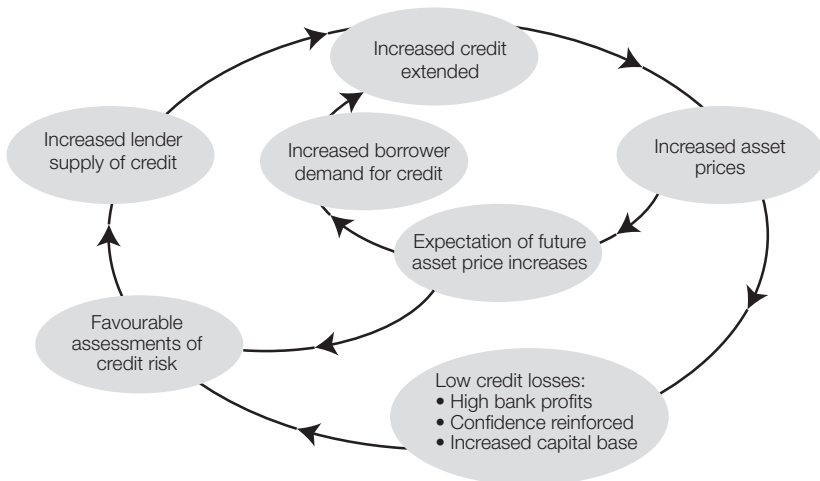 Increased credit
extended
Increased lender
supply of credit
Increased borrower
demand for credit
Increased asset
prices
Expectation of future
asset price increases
Favourable
assessments of
credit risk
Low credit losses:
• High bank profits
• Confidence reinforced
• Increased capital base